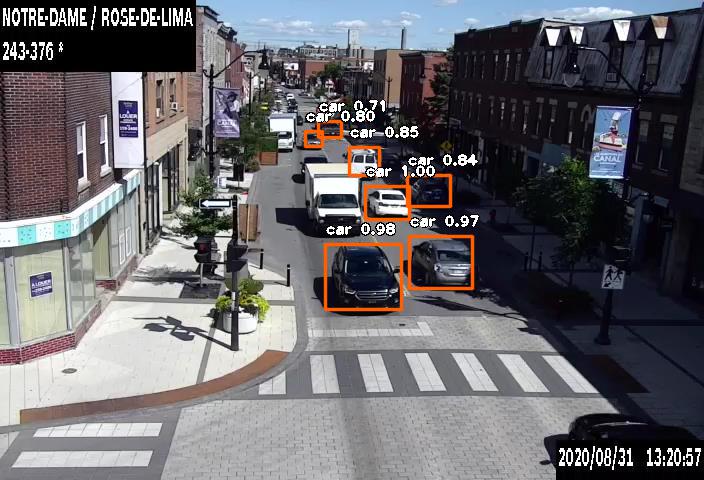 NOTRE-DAME / ROSE-DE-LIMA
243-376 *
car 0.71
car 0.80
car 0.85
car 0.84
car 1.00
car 0.97
car 0.98
À LOUER
À LOUER
CANAL
2020/08/31 13:20:57